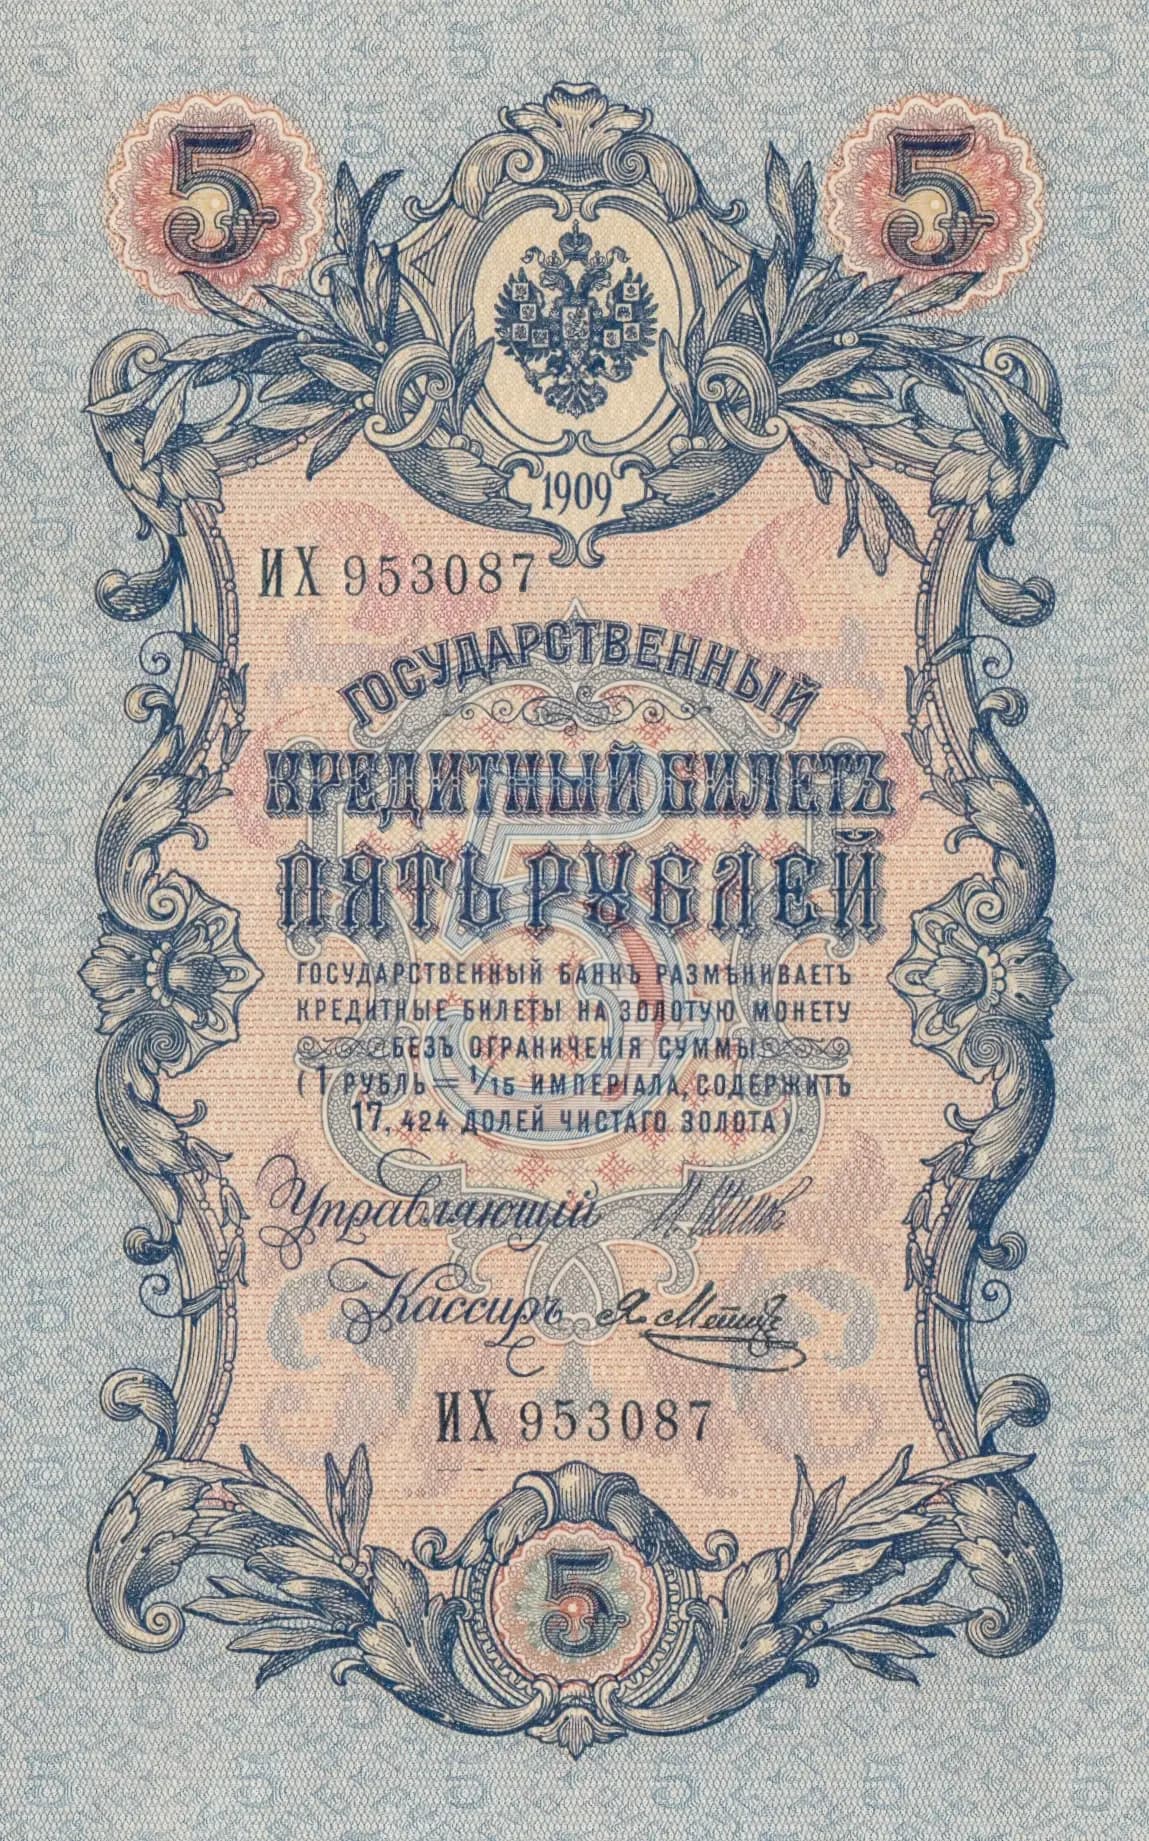 5 5
1909
ИХ 953087
ГОСУДАРСТВЕННЫЙ
КРЕДИТНЫЙ БИЛЕТЪ
ПЯТЬ РУБЛЕЙ
ГОСУДАРСТВЕННЫЙ БАНКЪ РАЗМѢНИВАЕТЪ
КРЕДИТНЫЕ БИЛЕТЫ НА ЗОЛОТУЮ МОНЕТУ
БЕЗЪ ОГРАНИЧЕНІЯ СУММЫ
(1 РУБЛЬ = 1/15 ИМПЕРІАЛА, СОДЕРЖИТЪ
17,424 ДОЛЕЙ ЧИСТАГО ЗОЛОТА).
Управляющій
Кассиръ
ИХ 953087
5